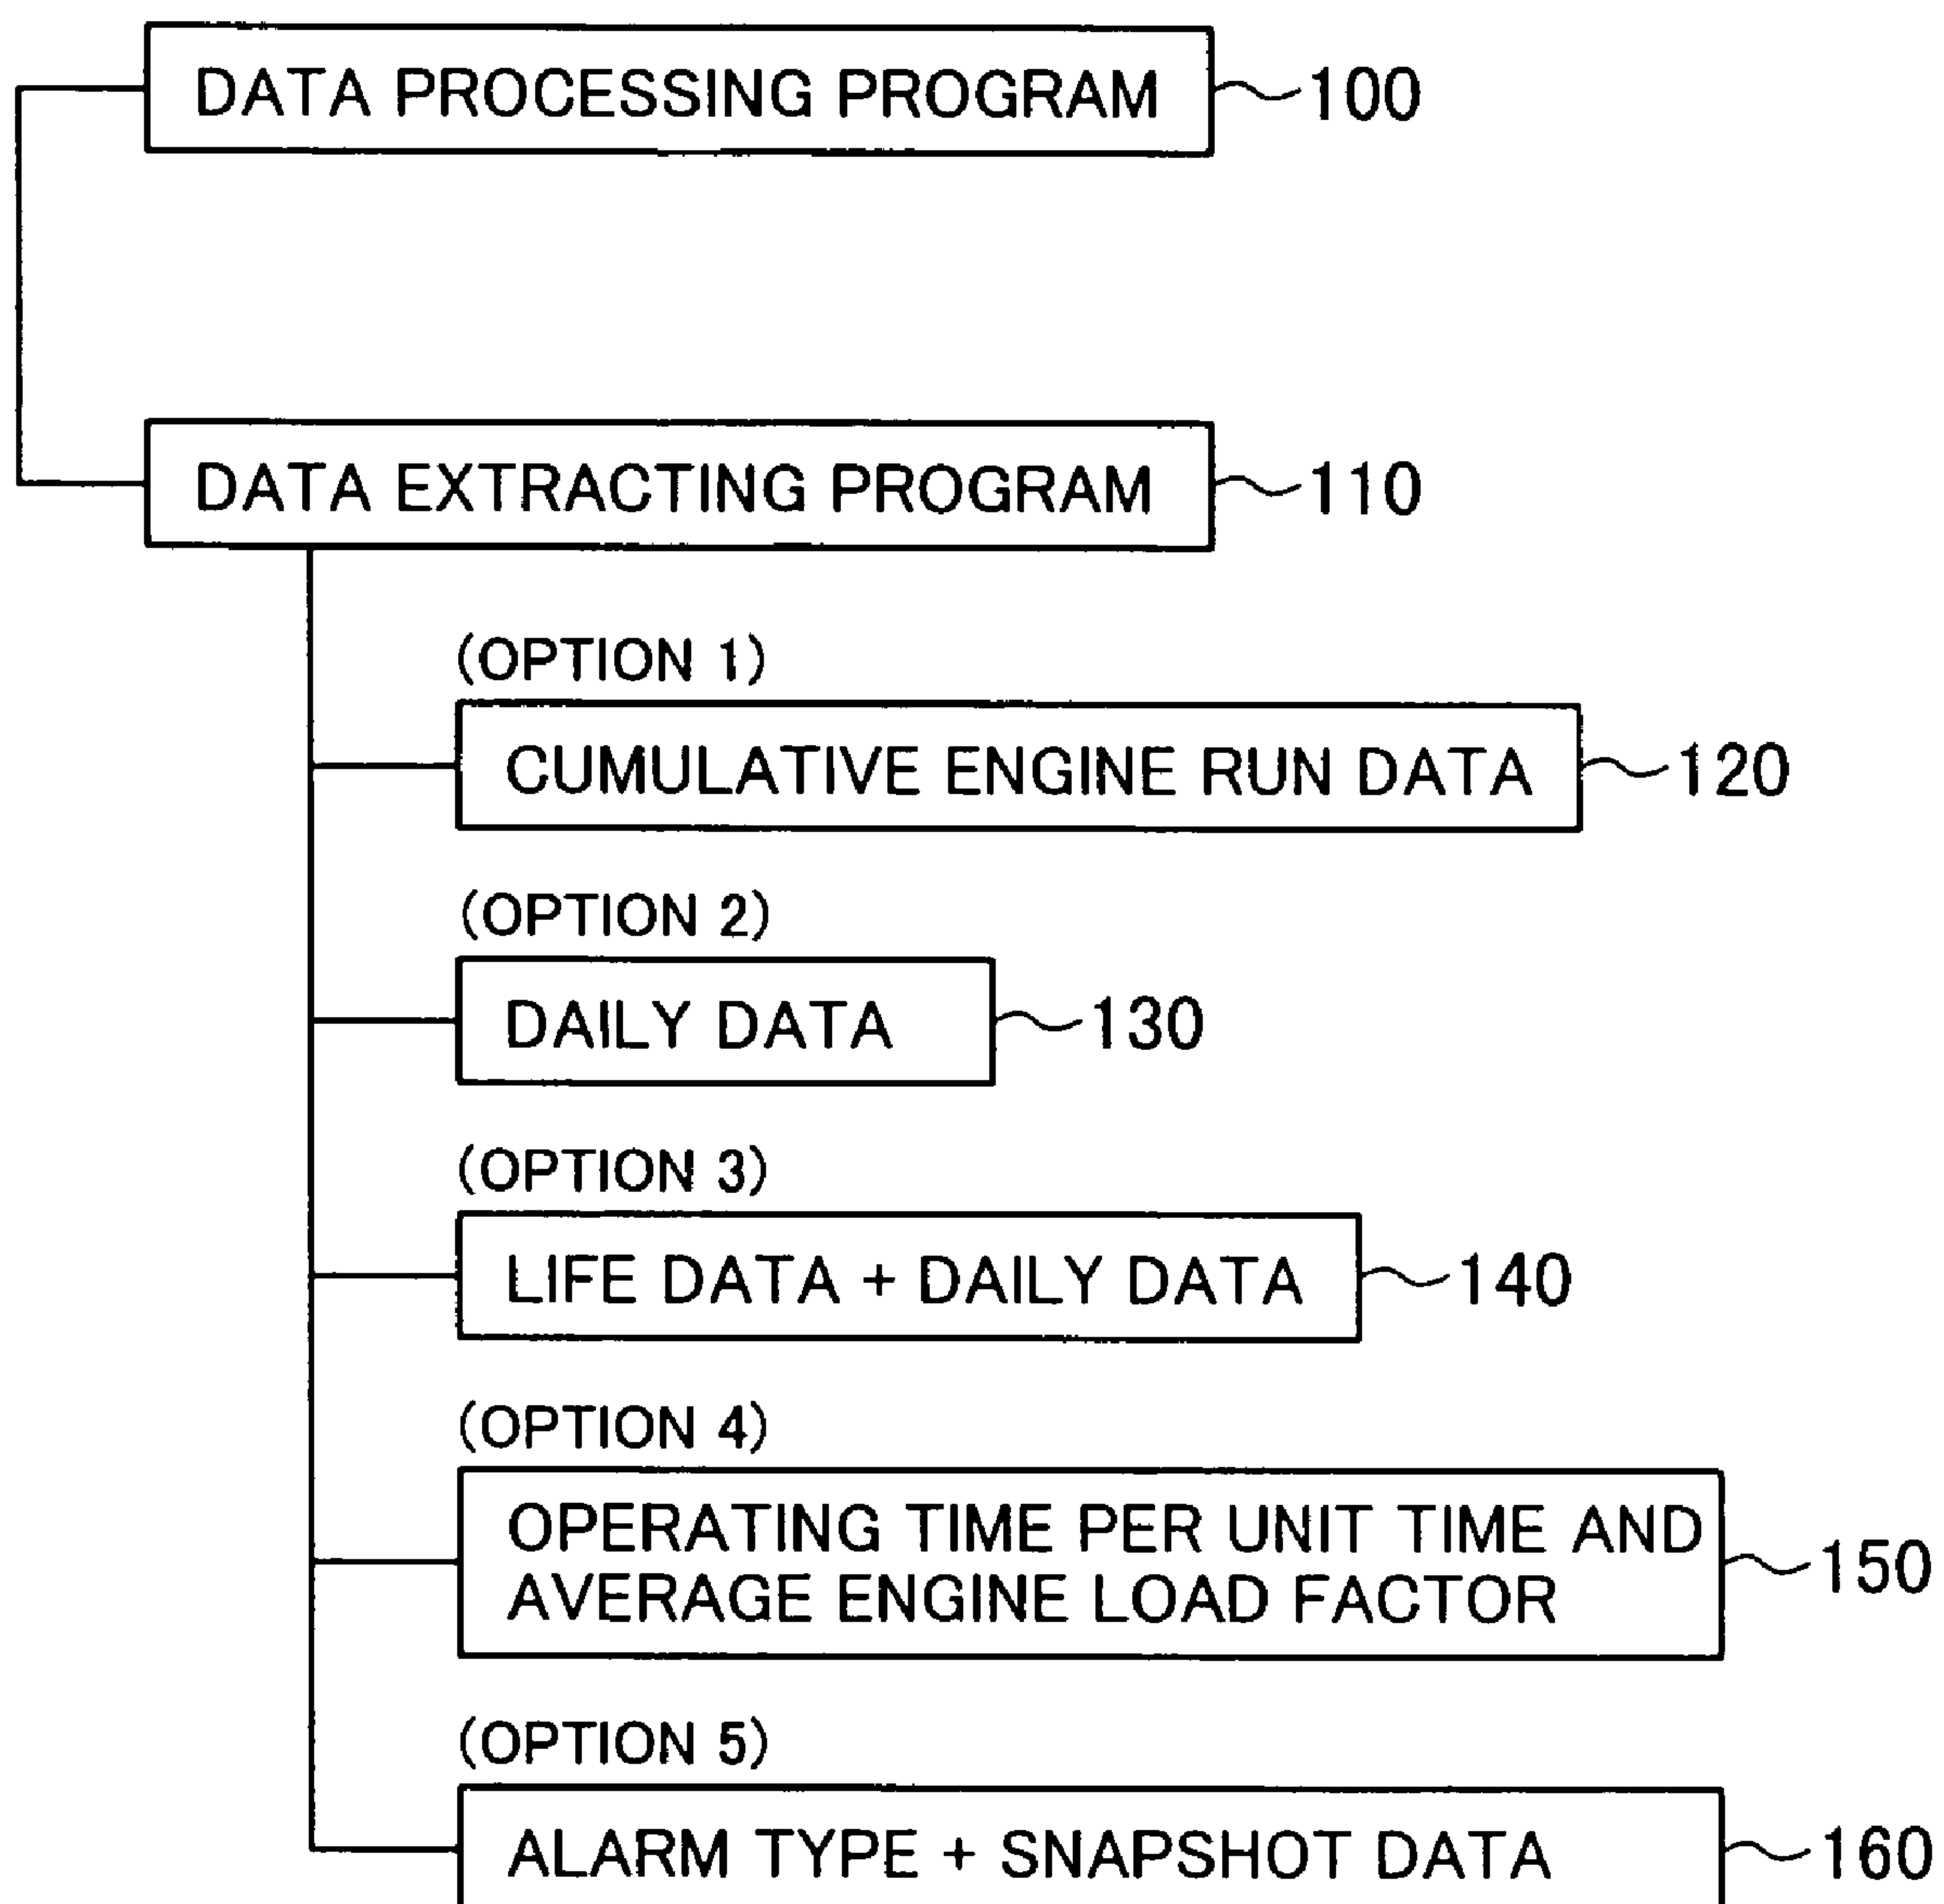 DATA PROCESSING PROGRAM 100
DATA EXTRACTING PROGRAM 110
(OPTION 1)
CUMULATIVE ENGINE RUN DATA 120
(OPTION 2)
DAILY DATA 130
(OPTION 3)
LIFE DATA + DAILY DATA 140
(OPTION 4)
OPERATING TIME PER UNIT TIME AND
AVERAGE ENGINE LOAD FACTOR 150
(OPTION 5)
ALARM TYPE + SNAPSHOT DATA 160